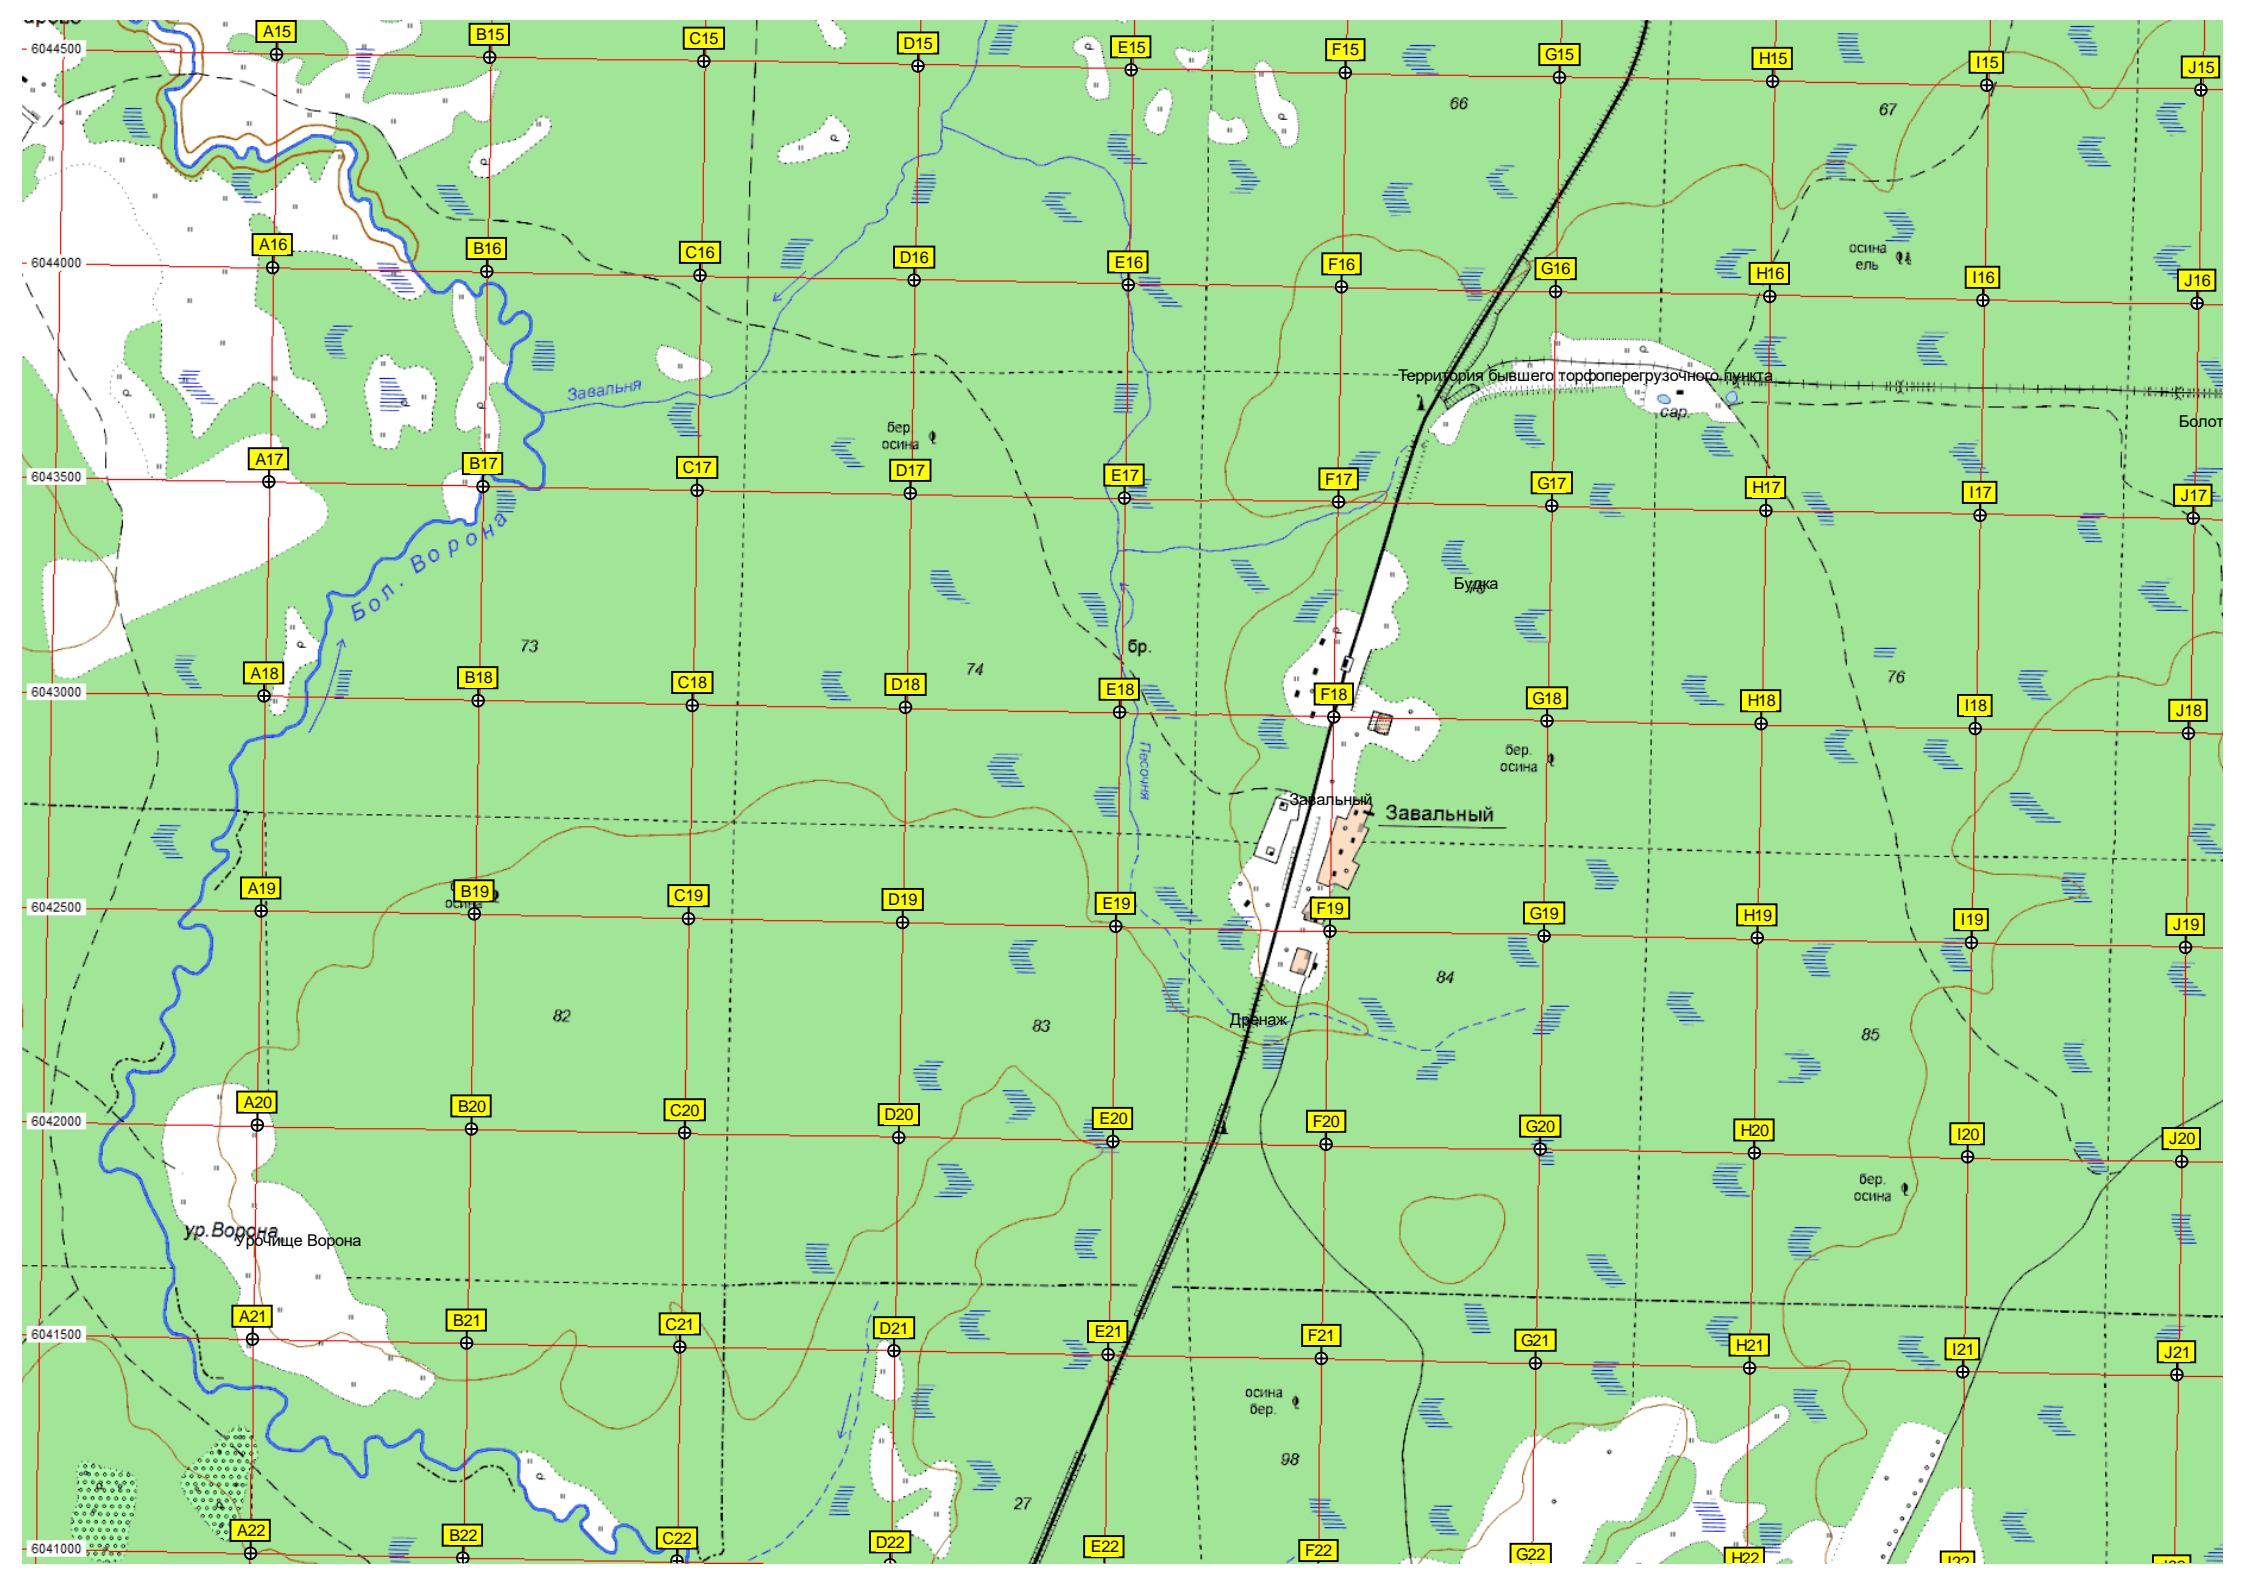 A15 B15 C15 D15 E15 F15 G15 H15 I15 J15
6044500
66
67
A16 B16 C16 D16 E16 F16 G16 H16 I16 J16
6044000
осина
ель
Завальня
Территория бывшего торфоперегрузочного пункта
сар.
Болот
бер.
осина
A17 B17 C17 D17 E17 F17 G17 H17 I17 J17
6043500
Бол. Ворона
Будка
бр.
73
74
76
A18 B18 C18 D18 E18 F18 G18 H18 I18 J18
6043000
Песочня
бер.
осина
Завальный
Завальный
A19 B19 C19 D19 E19 F19 G19 H19 I19 J19
осина
6042500
82
83
84
85
Дренаж
A20 B20 C20 D20 E20 F20 G20 H20 I20 J20
6042000
бер.
осина
ур.Ворона
Урочище Ворона
A21 B21 C21 D21 E21 F21 G21 H21 I21 J21
6041500
осина
бер.
98
27
A22 B22 C22 D22 E22 F22 G22 H22
6041000